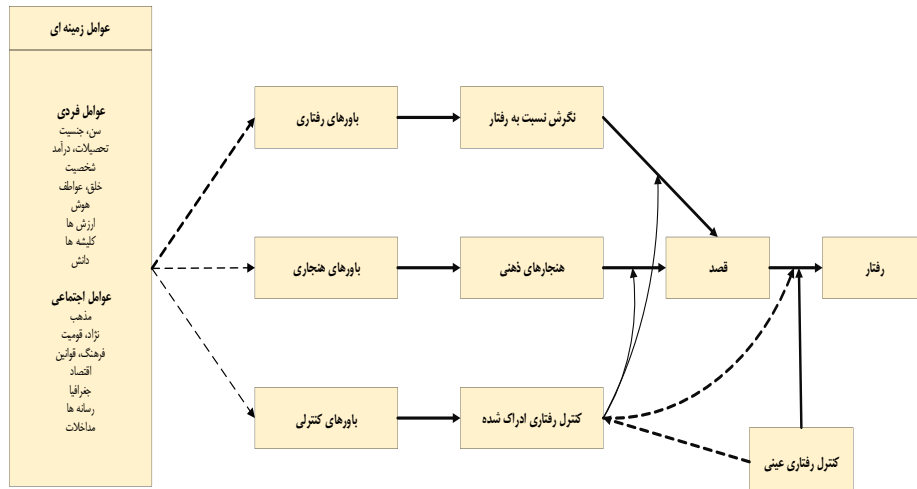 عوامل زمینه ای
عوامل فردی
سن، جنسیت
تحصیلات، درآمد
شخصیت
خلق، عواطف
هوش
ارزش ها
کلیشه ها
دانش
عوامل اجتماعی
مذهب
نژاد، قومیت
فرهنگ، قوانین
اقتصاد
جغرافیا
رسانه ها
مداخلات
باورهای رفتاری
نگرش نسبت به رفتار
باورهای هنجاری
هنجارهای ذهنی
قصد
رفتار
باورهای کنترلی
کنترل رفتاری ادراک شده
کنترل رفتاری عینی